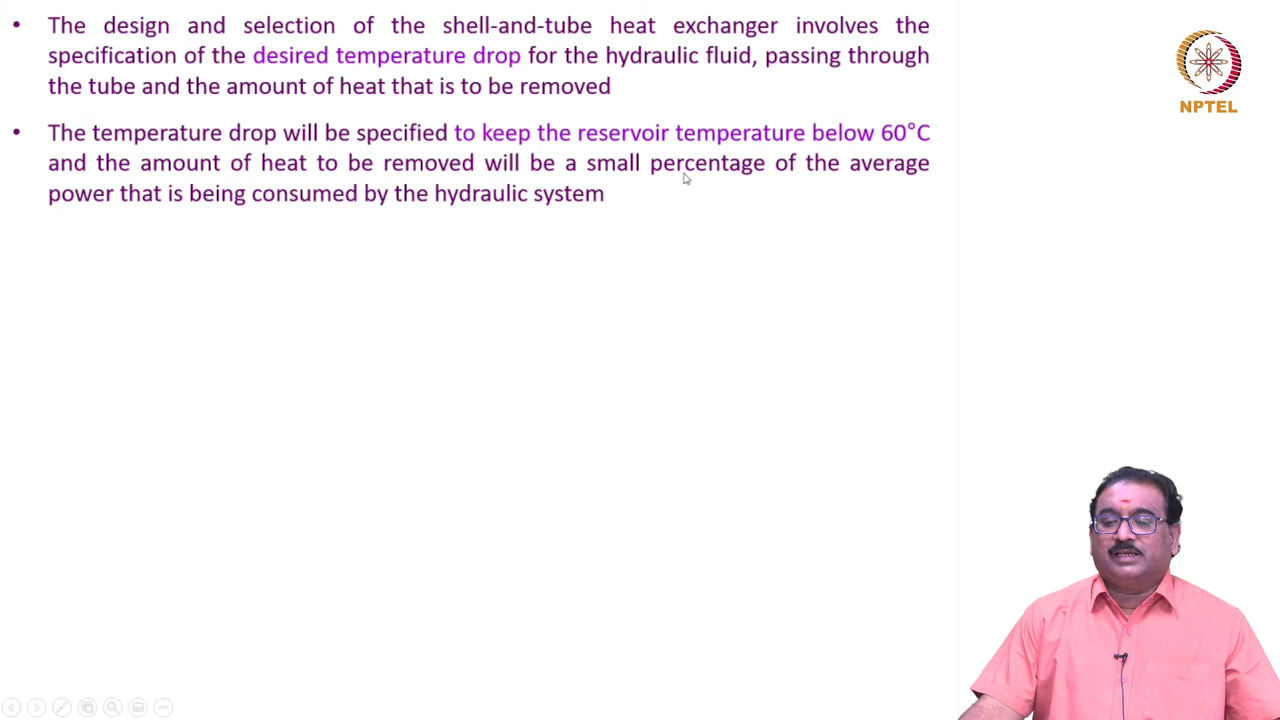 • The design and selection of the shell-and-tube heat exchanger involves the
specification of the desired temperature drop for the hydraulic fluid, passing through
the tube and the amount of heat that is to be removed
• The temperature drop will be specified to keep the reservoir temperature below 60°C
and the amount of heat to be removed will be a small percentage of the average
power that is being consumed by the hydraulic system
NPTEL